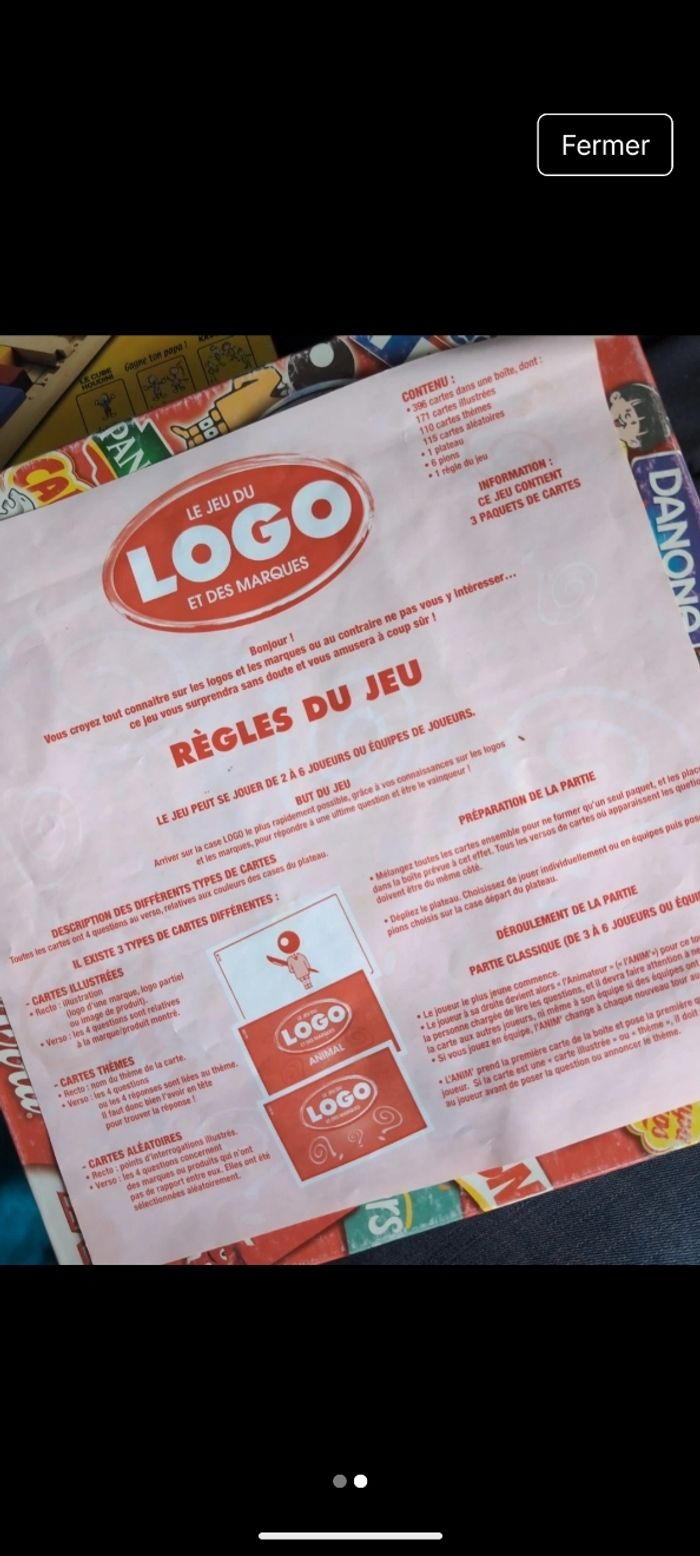 Fermer
LE CUBE
HOUDINI
Gagne ton papa !
PAN
DANONE
CONTENU :
• 396 cartes dans une boîte, dont :
171 cartes illustrées
110 cartes thèmes
115 cartes aléatoires
• 1 plateau
• 6 pions
• 1 règle du jeu
INFORMATION :
CE JEU CONTIENT
3 PAQUETS DE CARTES
LE JEU DU
LOGO
ET DES MARQUES
Bonjour !
Vous croyez tout connaître sur les logos et les marques ou au contraire ne pas vous y intéresser...
ce jeu vous surprendra sans doute et vous amusera à coup sûr !
RÈGLES DU JEU
LE JEU PEUT SE JOUER DE 2 À 6 JOUEURS OU ÉQUIPES DE JOUEURS.
BUT DU JEU
Arriver sur la case LOGO le plus rapidement possible, grâce à vos connaissances sur les logos
et les marques, pour répondre à une ultime question et être le vainqueur !
DESCRIPTION DES DIFFÉRENTS TYPES DE CARTES
Toutes les cartes ont 4 questions au verso, relatives aux couleurs des cases du plateau.
IL EXISTE 3 TYPES DE CARTES DIFFÉRENTES :
- CARTES ILLUSTRÉES
• Recto : illustration
(logo d'une marque, logo partiel
ou image de produit).
• Verso : les 4 questions sont relatives
à la marque/produit montré.
- CARTES THÈMES
• Recto : nom du thème de la carte.
• Verso : les 4 questions
ou les 4 réponses sont liées au thème.
Il faut donc bien l'avoir en tête
pour trouver la réponse !
- CARTES ALÉATOIRES
• Recto : points d'interrogations illustrés.
• Verso : les 4 questions concernent
des marques ou produits qui n'ont
pas de rapport entre eux. Elles ont été
sélectionnées aléatoirement.
LE JEU DU
LOGO
ET DES MARQUES
ANIMAL
LE JEU DU
LOGO
ET DES MARQUES
PRÉPARATION DE LA PARTIE
• Mélangez toutes les cartes ensemble pour ne former qu'un seul paquet, et les
dans la boîte prévue à cet effet. Tous les versos de cartes où apparaissent les
doivent être du même côté.
• Dépliez le plateau. Choisissez de jouer individuellement ou en équipes puis
pions choisis sur la case départ du plateau.
DÉROULEMENT DE LA PARTIE
PARTIE CLASSIQUE (DE 3 À 6 JOUEURS OU
• Le joueur le plus jeune commence.
• Le joueur à sa droite devient alors « l'Animateur » (« l'ANIM') pour ce
la personne chargée de lire les questions, et il devra faire attention à
la carte aux autres joueurs, ni même à son équipe si des équipes ont
• Si vous jouez en équipe, l'ANIM' change à chaque nouveau tour
• L'ANIM' prend la première carte de la boîte et pose la première
joueur. Si la carte est une « carte illustrée » ou « thème », il doit
au joueur avant de poser la question ou annoncer le thème.